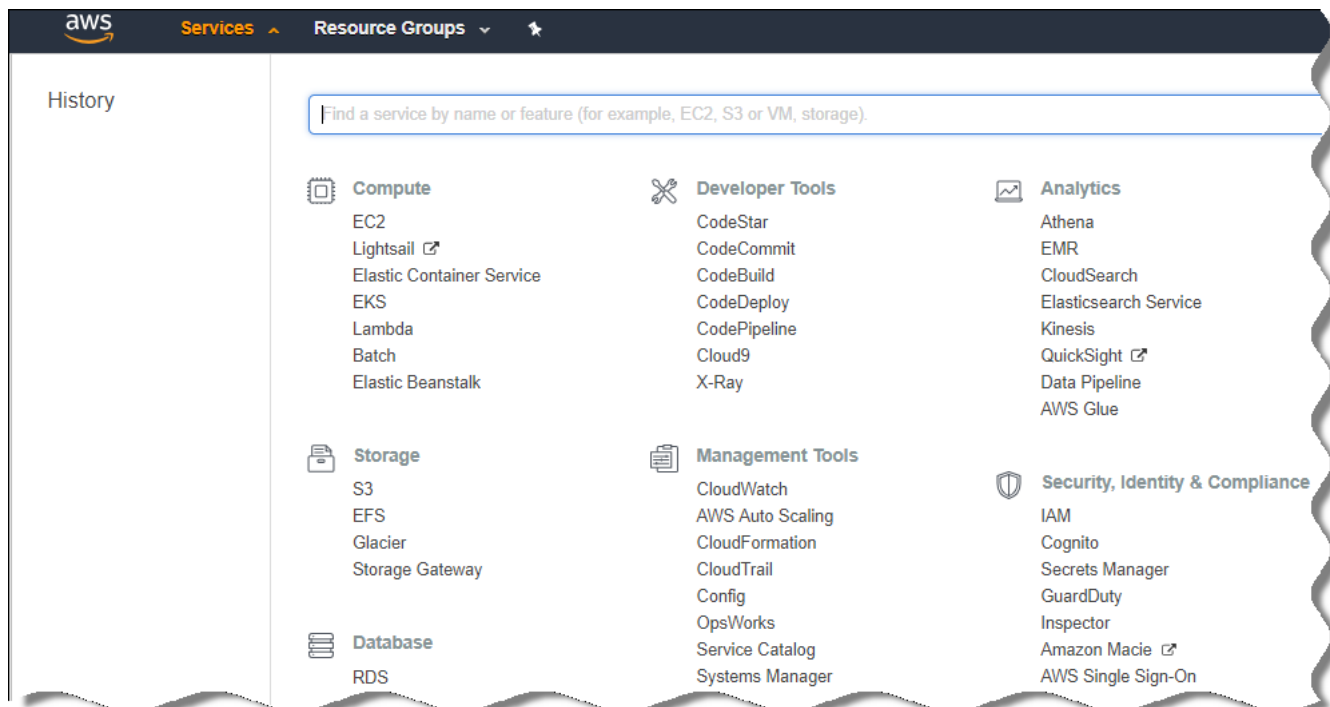 aws Services Resource Groups
History
Find a service by name or feature (for example, EC2, S3 or VM, storage).
Compute
EC2
Lightsail
Elastic Container Service
EKS
Lambda
Batch
Elastic Beanstalk
Storage
S3
EFS
Glacier
Storage Gateway
Database
RDS
Developer Tools
CodeStar
CodeCommit
CodeBuild
CodeDeploy
CodePipeline
Cloud9
X-Ray
Management Tools
CloudWatch
AWS Auto Scaling
CloudFormation
CloudTrail
Config
OpsWorks
Service Catalog
Systems Manager
Analytics
Athena
EMR
CloudSearch
Elasticsearch Service
Kinesis
QuickSight
Data Pipeline
AWS Glue
Security, Identity & Compliance
IAM
Cognito
Secrets Manager
GuardDuty
Inspector
Amazon Macie
AWS Single Sign-On